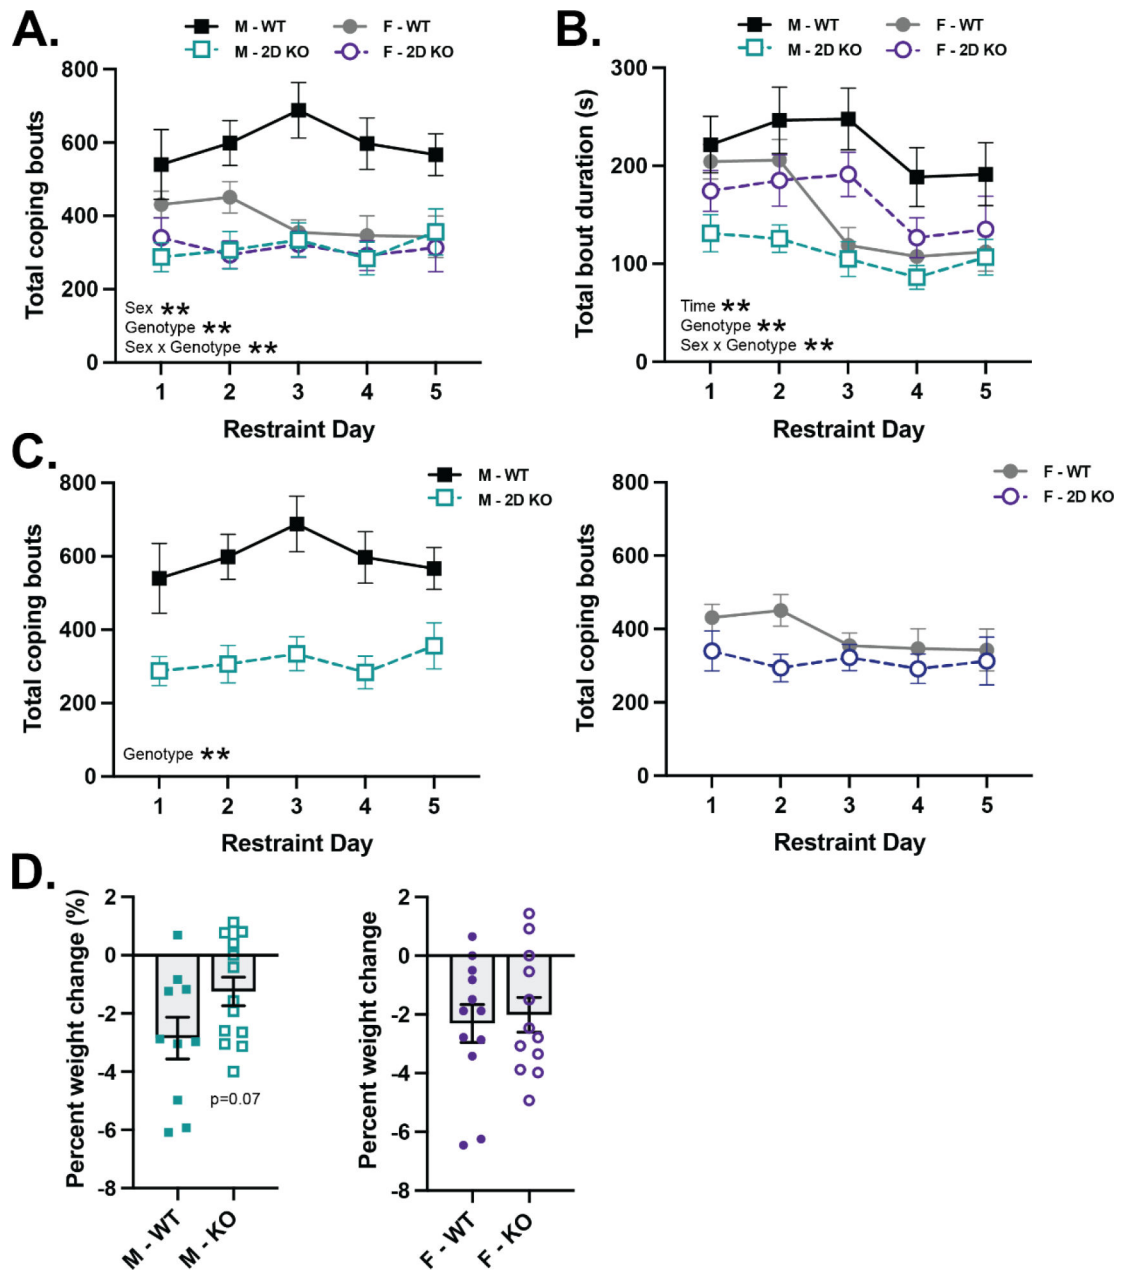 A.
M - WT
F - WT
M - 2D KO
F - 2D KO
Total coping bouts
800
600
400
200
0
Sex **
Genotype **
Sex x Genotype **
1 2 3 4 5
Restraint Day
B.
M - WT
F - WT
M - 2D KO
F - 2D KO
Total bout duration (s)
300
200
100
0
Time **
Genotype **
Sex x Genotype **
1 2 3 4 5
Restraint Day
C.
M - WT
M - 2D KO
Total coping bouts
800
600
400
200
0
Genotype **
1 2 3 4 5
Restraint Day
F - WT
F - 2D KO
Total coping bouts
800
600
400
200
0
1 2 3 4 5
Restraint Day
D.
Percent weight change (%)
2
0
-2
-4
-6
-8
p=0.07
M - WT
M - KO
Percent weight change
2
0
-2
-4
-6
-8
F - WT
F - KO